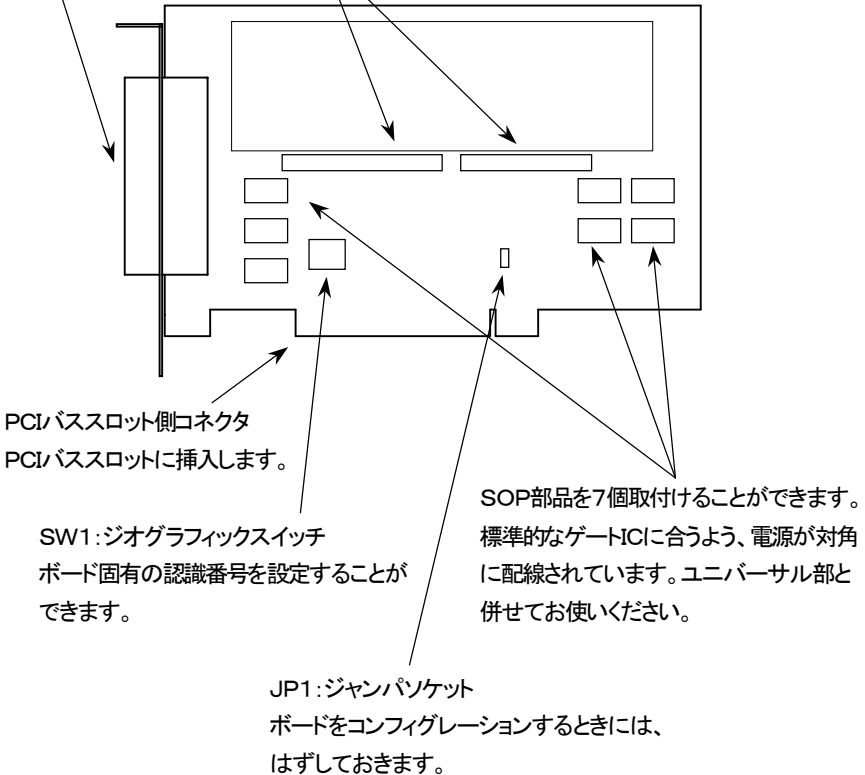 PCIバススロット側コネクタ
PCIバススロットに挿入します。
SOP部品を7個取付けることができます。
標準的なゲートICに合うよう、電源が対角
に配線されています。ユニバーサル部と
併せてお使いください。
SW1:ジオグラフィックスイッチ
ボード固有の認識番号を設定することが
できます。
JP1:ジャンパソケット
ボードをコンフィグレーションするときには、
はずしておきます。